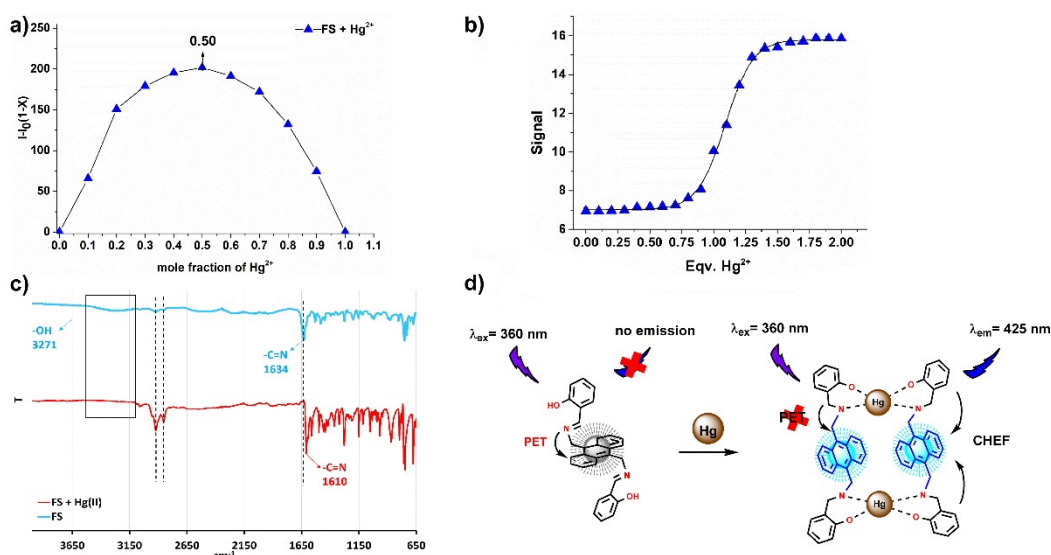 a)
FS + Hg²⁺
0.50
I-I₀(1-X)
200
150
100
50
0
0.0 0.1 0.2 0.3 0.4 0.5 0.6 0.7 0.8 0.9 1.0 1.1
mole fraction of Hg²⁺
b)
Signal
16
14
12
10
8
6
0.00 0.25 0.50 0.75 1.00 1.25 1.50 1.75 2.00
Eqv. Hg²⁺
c)
-OH
3271
-C=N
1634
T
-C=N
1610
FS + Hg(II)
FS
3650 3150 2650 2150 1650 1150 650
d)
λex= 360 nm
no emission
HO
N
PET
N
OH
Hg
λex= 360 nm
λem= 425 nm
O Hg O
N N
PET
CHEF
N N
O Hg O